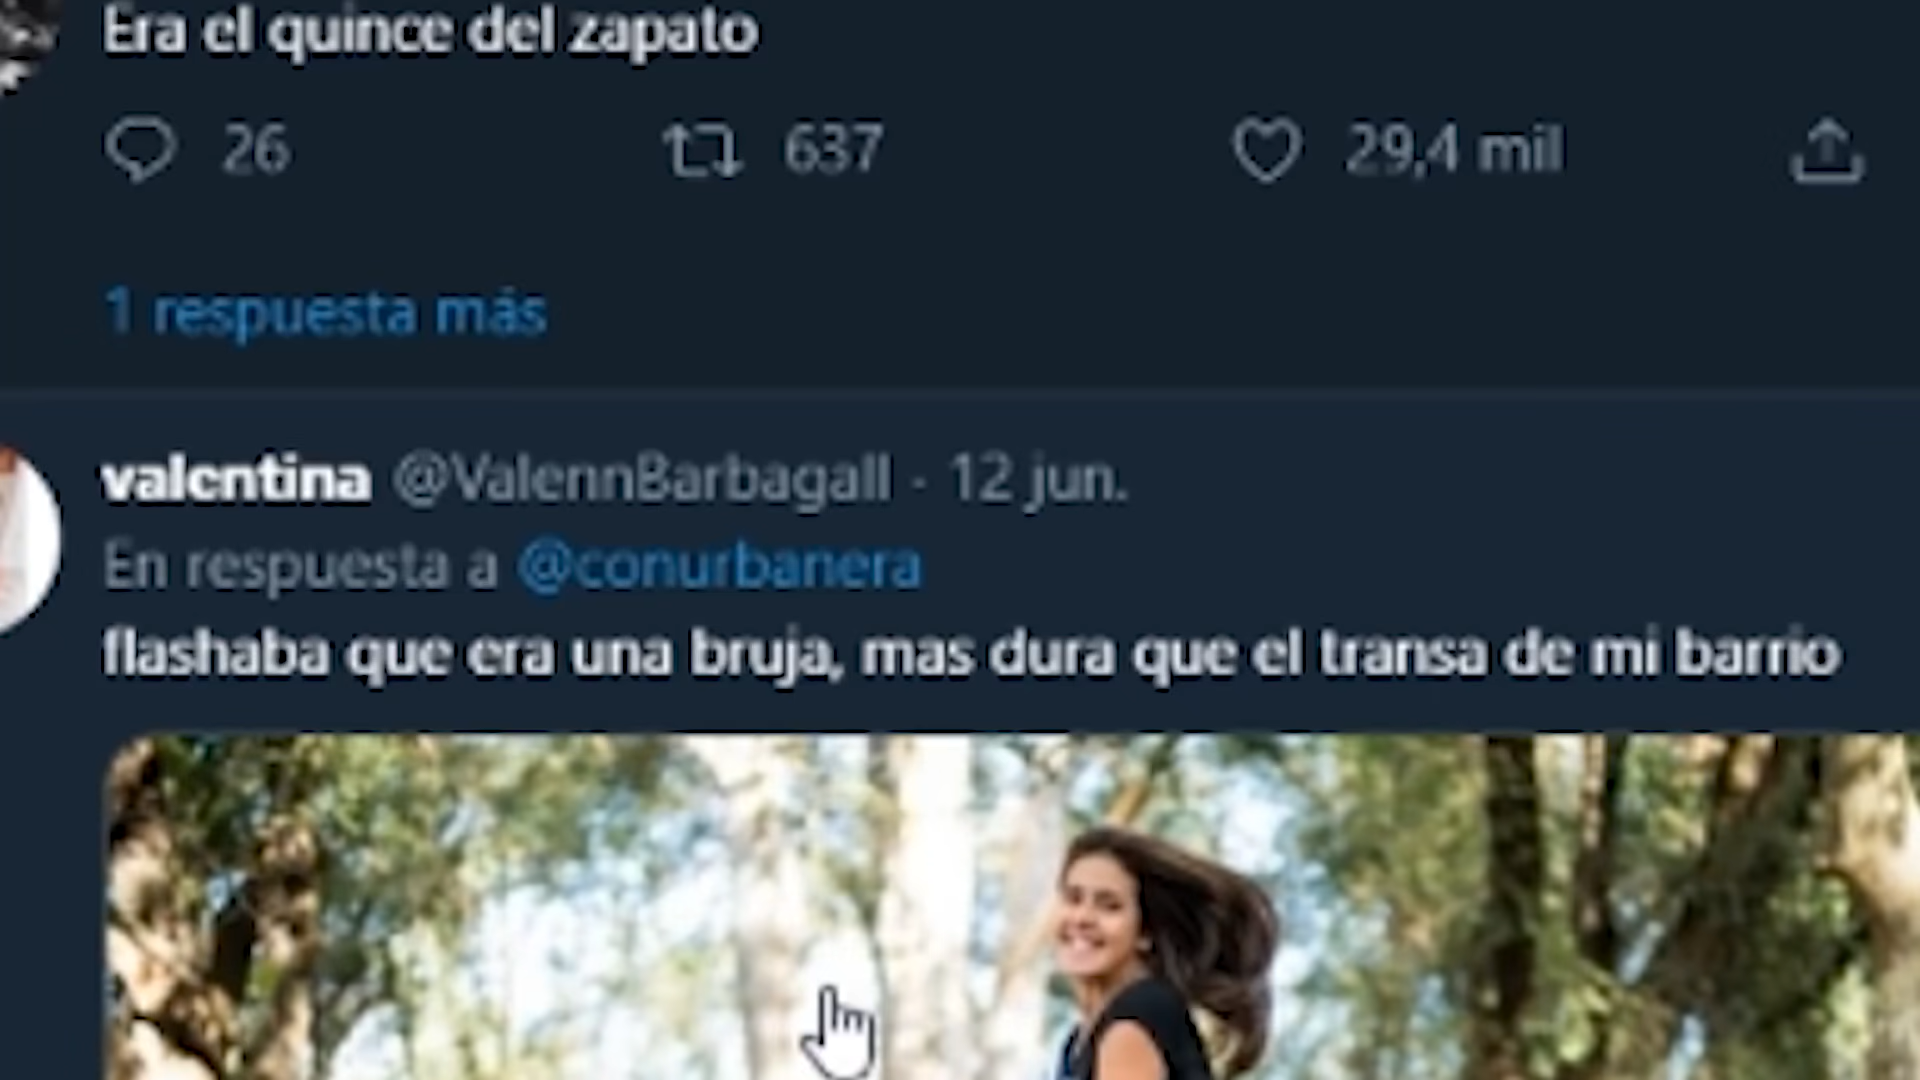 Era el quince del zapato
26 637 29,4 mil
1 respuesta más
valentina @ValennBarbagall · 12 jun.
En respuesta a @conurbanera
flashaba que era una bruja, mas dura que el transa de mi barrio